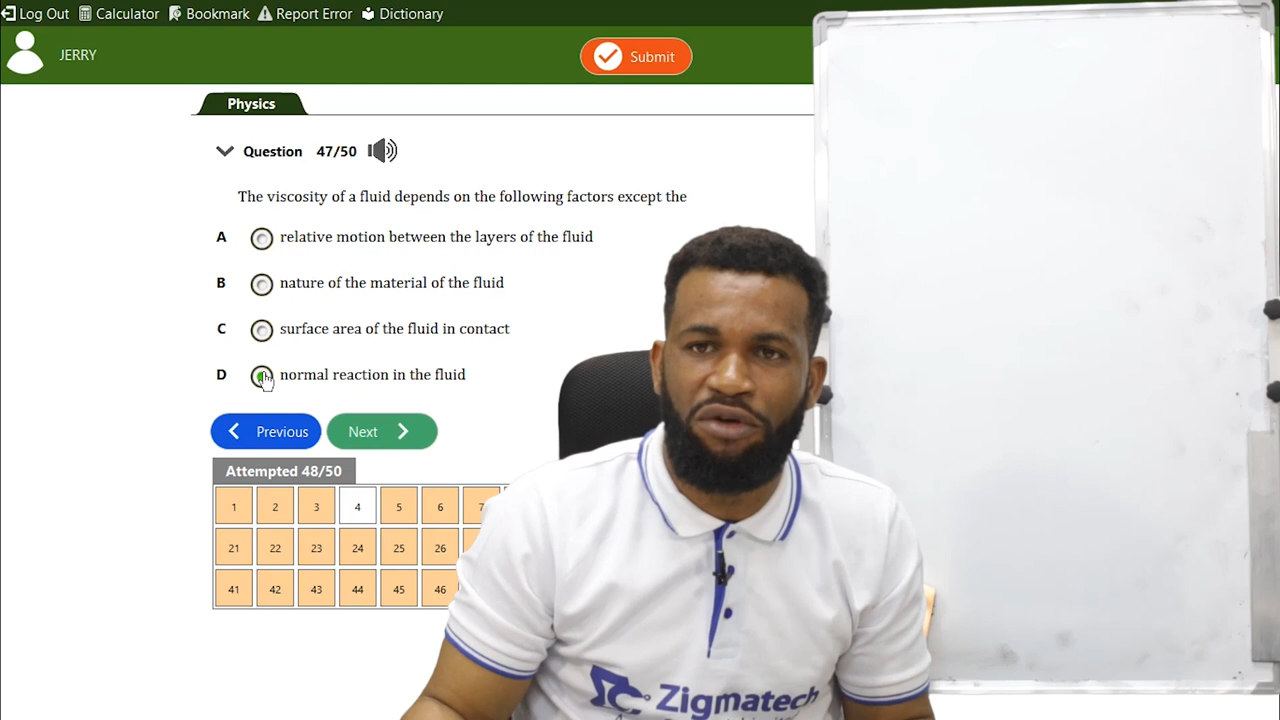 Log Out Calculator Bookmark Report Error Dictionary
JERRY
Submit
Physics
Question 47/50
The viscosity of a fluid depends on the following factors except the
A relative motion between the layers of the fluid
B nature of the material of the fluid
C surface area of the fluid in contact
D normal reaction in the fluid
Previous Next
Attempted 48/50
1 2 3 4 5 6 7
21 22 23 24 25 26
41 42 43 44 45 46
Zigmatech